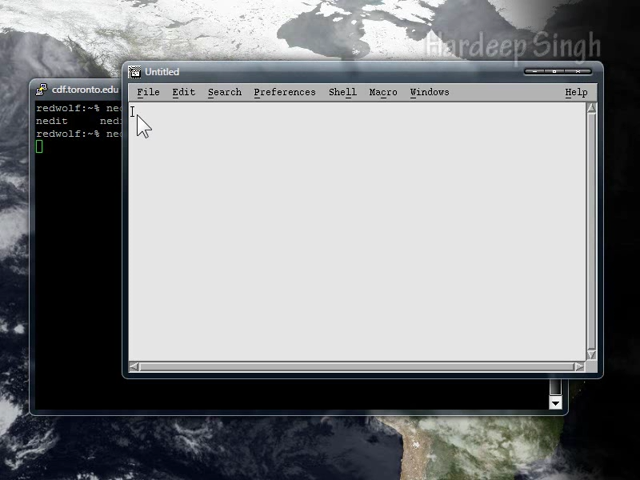 Hardeep Singh
Untitled
cdf.toronto.edu
File Edit Search Preferences Shell Macro Windows Help
redwolf:~% ne
nedit nedi
redwolf:~% ne